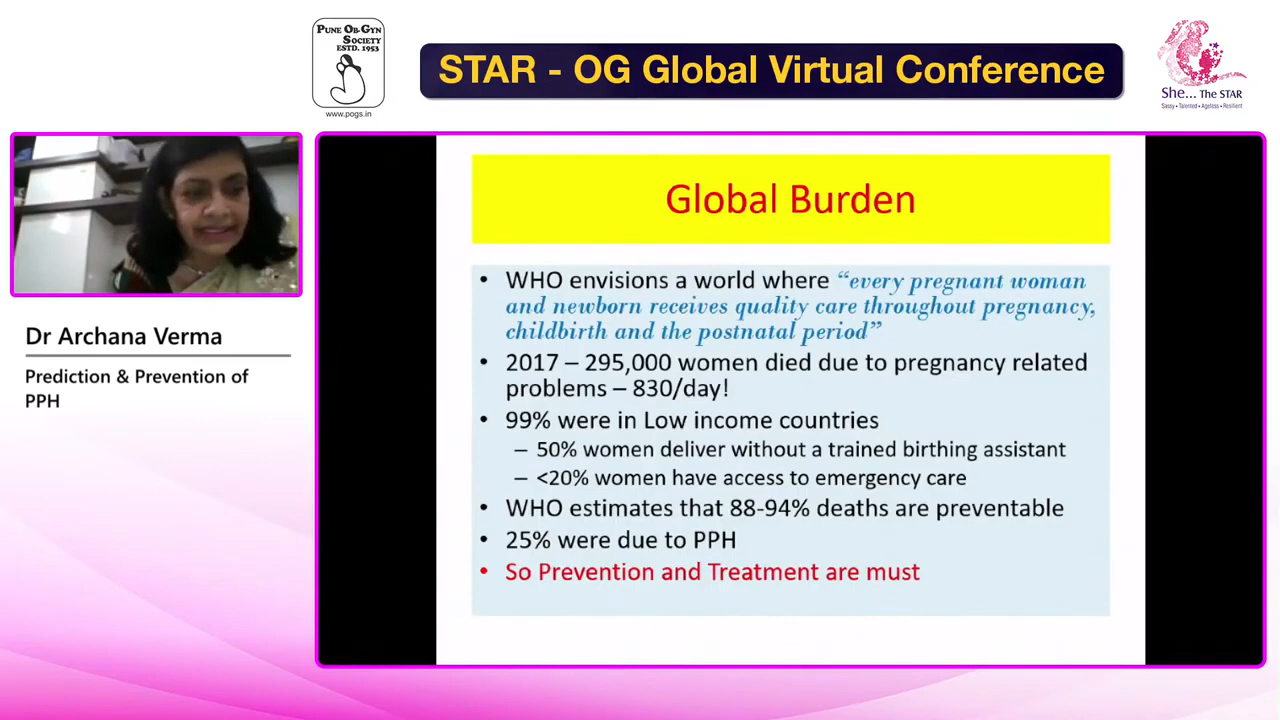 PUNE OB-GYN
SOCIETY
ESTD. 1953
www.pogs.in
STAR - OG Global Virtual Conference
She... The STAR
Sassy • Talented • Ageless • Resilient
Dr Archana Verma
Prediction & Prevention of
PPH
Global Burden
• WHO envisions a world where “every pregnant woman
and newborn receives quality care throughout pregnancy,
childbirth and the postnatal period”
• 2017 – 295,000 women died due to pregnancy related
problems – 830/day!
• 99% were in Low income countries
– 50% women deliver without a trained birthing assistant
– <20% women have access to emergency care
• WHO estimates that 88-94% deaths are preventable
• 25% were due to PPH
• So Prevention and Treatment are must